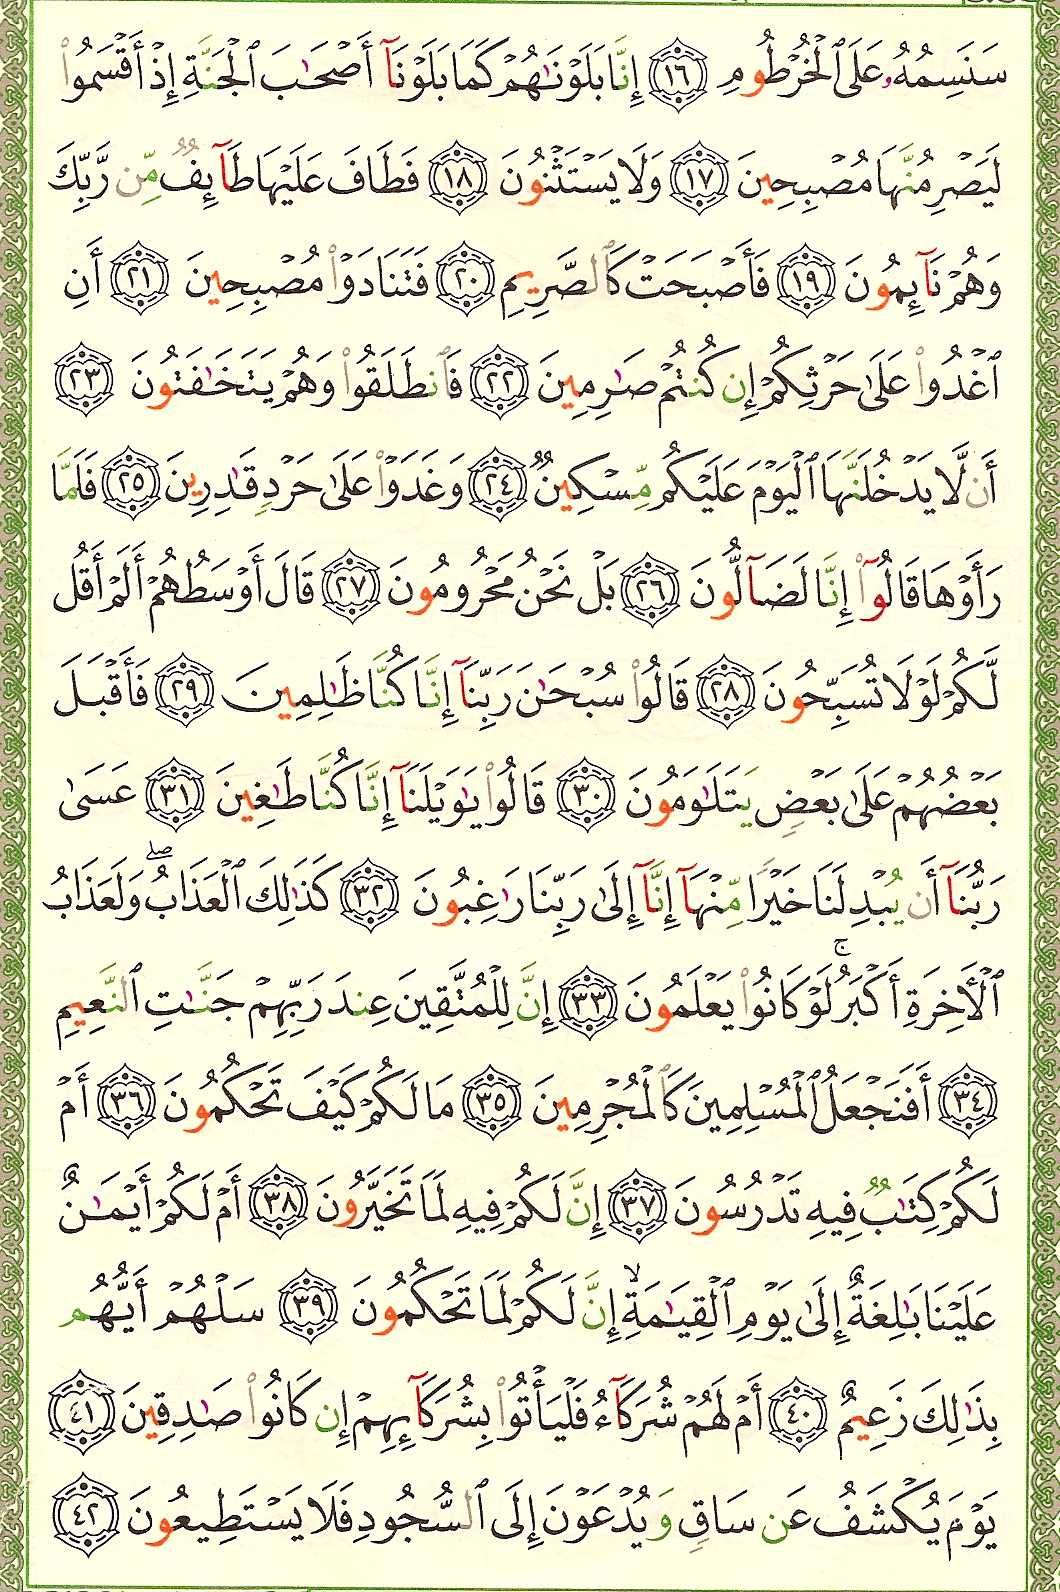 سَنَسِمُهُۥ عَلَى ٱلْخُرْطُومِ ١٦ إِنَّا بَلَوْنَٰهُمْ كَمَا بَلَوْنَآ أَصْحَٰبَ ٱلْجَنَّةِ إِذْ أَقْسَمُوا۟
لَيَصْرِمُنَّهَا مُصْبِحِينَ ١٧ وَلَا يَسْتَثْنُونَ ١٨ فَطَافَ عَلَيْهَا طَآئِفٌ مِّن رَّبِّكَ
وَهُمْ نَآئِمُونَ ١٩ فَأَصْبَحَتْ كَٱلصَّرِيمِ ٢٠ فَتَنَادَوْا۟ مُصْبِحِينَ ٢١ أَنِ
ٱغْدُوا۟ عَلَىٰ حَرْثِكُمْ إِن كُنتُمْ صَٰرِمِينَ ٢٢ فَٱنطَلَقُوا۟ وَهُمْ يَتَخَٰفَتُونَ ٢٣
أَن لَّا يَدْخُلَنَّهَا ٱلْيَوْمَ عَلَيْكُم مِّسْكِينٌ ٢٤ وَغَدَوْا۟ عَلَىٰ حَرْدٍ قَٰدِرِينَ ٢٥ فَلَمَّا
رَأَوْهَا قَالُوٓا۟ إِنَّا لَضَآلُّونَ ٢٦ بَلْ نَحْنُ مَحْرُومُونَ ٢٧ قَالَ أَوْسَطُهُمْ أَلَمْ أَقُل
لَّكُمْ لَوْلَا تُسَبِّحُونَ ٢٨ قَالُوا۟ سُبْحَٰنَ رَبِّنَآ إِنَّا كُنَّا ظَٰلِمِينَ ٢٩ فَأَقْبَلَ
بَعْضُهُمْ عَلَىٰ بَعْضٍ يَتَلَٰوَمُونَ ٣٠ قَالُوا۟ يَٰوَيْلَنَآ إِنَّا كُنَّا طَٰغِينَ ٣١ عَسَىٰ
رَبُّنَآ أَن يُبْدِلَنَا خَيْرًا مِّنْهَآ إِنَّآ إِلَىٰ رَبِّنَا رَٰغِبُونَ ٣٢ كَذَٰلِكَ ٱلْعَذَابُ ۖ وَلَعَذَابُ
ٱلْءَاخِرَةِ أَكْبَرُ ۚ لَوْ كَانُوا۟ يَعْلَمُونَ ٣٣ إِنَّ لِلْمُتَّقِينَ عِندَ رَبِّهِمْ جَنَّٰتِ ٱلنَّعِيمِ
٣٤ أَفَنَجْعَلُ ٱلْمُسْلِمِينَ كَٱلْمُجْرِمِينَ ٣٥ مَا لَكُمْ كَيْفَ تَحْكُمُونَ ٣٦ أَمْ
لَكُمْ كِتَٰبٌ فِيهِ تَدْرُسُونَ ٣٧ إِنَّ لَكُمْ فِيهِ لَمَا تَخَيَّرُونَ ٣٨ أَمْ لَكُمْ أَيْمَٰنٌ
عَلَيْنَا بَٰلِغَةٌ إِلَىٰ يَوْمِ ٱلْقِيَٰمَةِ ۙ إِنَّ لَكُمْ لَمَا تَحْكُمُونَ ٣٩ سَلْهُمْ أَيُّهُم
بِذَٰلِكَ زَعِيمٌ ٤٠ أَمْ لَهُمْ شُرَكَآءُ فَلْيَأْتُوا۟ بِشُرَكَآئِهِمْ إِن كَانُوا۟ صَٰدِقِينَ ٤١
يَوْمَ يُكْشَفُ عَن سَاقٍ وَيُدْعَوْنَ إِلَى ٱلسُّجُودِ فَلَا يَسْتَطِيعُونَ ٤٢